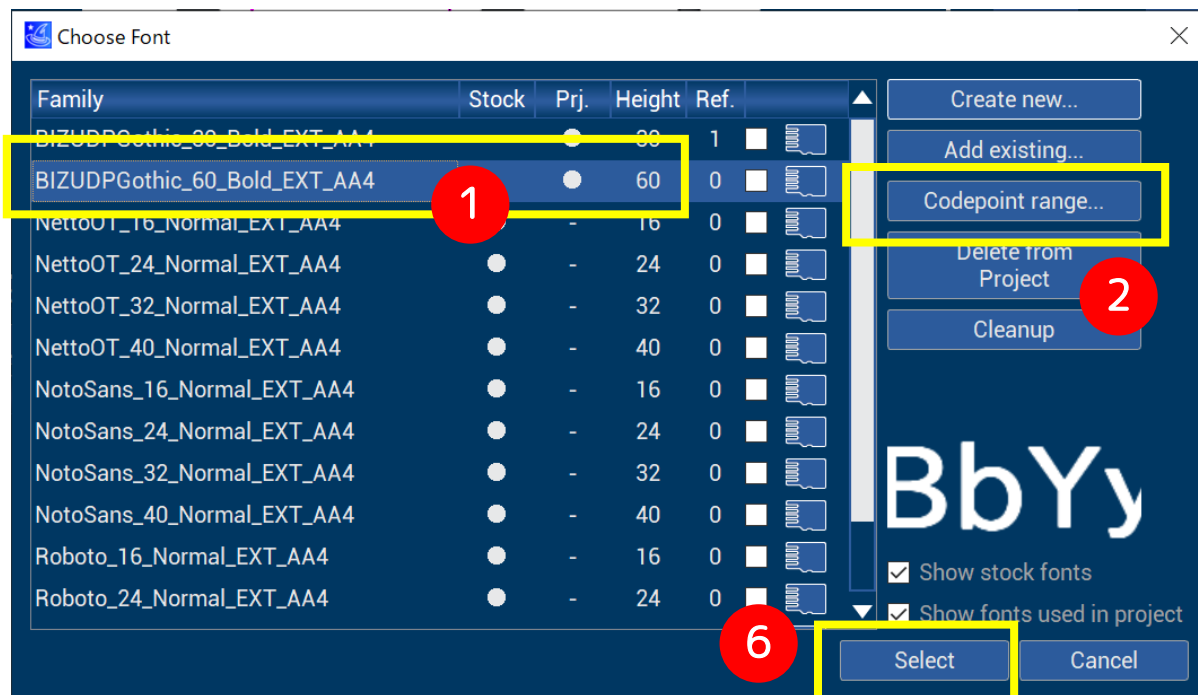 Choose Font
Family Stock Prj. Height Ref.
BIZUDPGothic_30_Bold_EXT_AA4 30 1
BIZUDPGothic_60_Bold_EXT_AA4 60 0
NettoOT_16_Normal_EXT_AA4 - 16 0
NettoOT_24_Normal_EXT_AA4 - 24 0
NettoOT_32_Normal_EXT_AA4 - 32 0
NettoOT_40_Normal_EXT_AA4 - 40 0
NotoSans_16_Normal_EXT_AA4 - 16 0
NotoSans_24_Normal_EXT_AA4 - 24 0
NotoSans_32_Normal_EXT_AA4 - 32 0
NotoSans_40_Normal_EXT_AA4 - 40 0
Roboto_16_Normal_EXT_AA4 - 16 0
Roboto_24_Normal_EXT_AA4 - 24 0
1
Create new...
Add existing...
Codepoint range...
Delete from
Project
2
Cleanup
BbYy
Show stock fonts
Show fonts used in project
6
Select Cancel